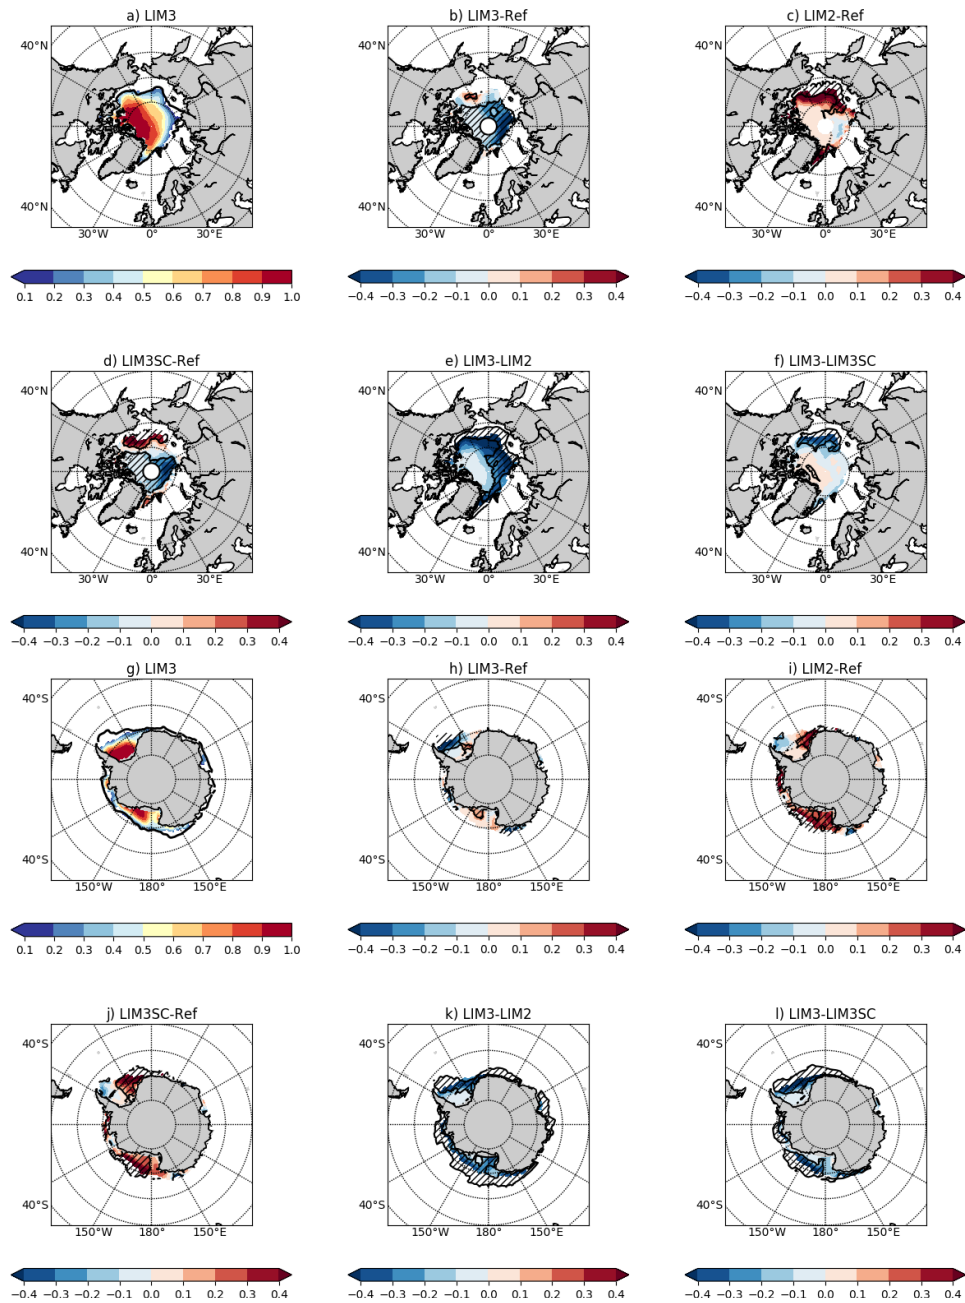 a) LIM3 b) LIM3-Ref c) LIM2-Ref
40°N 40°N 40°N
40°N 40°N 40°N
30°W 0° 30°E 30°W 0° 30°E 30°W 0° 30°E
0.1 0.2 0.3 0.4 0.5 0.6 0.7 0.8 0.9 1.0 −0.4 −0.3 −0.2 −0.1 0.0 0.1 0.2 0.3 0.4 −0.4 −0.3 −0.2 −0.1 0.0 0.1 0.2 0.3 0.4
d) LIM3SC-Ref e) LIM3-LIM2 f) LIM3-LIM3SC
40°N 40°N 40°N
40°N 40°N 40°N
30°W 0° 30°E 30°W 0° 30°E 30°W 0° 30°E
−0.4 −0.3 −0.2 −0.1 0.0 0.1 0.2 0.3 0.4 −0.4 −0.3 −0.2 −0.1 0.0 0.1 0.2 0.3 0.4 −0.4 −0.3 −0.2 −0.1 0.0 0.1 0.2 0.3 0.4
g) LIM3 h) LIM3-Ref i) LIM2-Ref
40°S 40°S 40°S
40°S 40°S 40°S
150°W 180° 150°E 150°W 180° 150°E 150°W 180° 150°E
0.1 0.2 0.3 0.4 0.5 0.6 0.7 0.8 0.9 1.0 −0.4 −0.3 −0.2 −0.1 0.0 0.1 0.2 0.3 0.4 −0.4 −0.3 −0.2 −0.1 0.0 0.1 0.2 0.3 0.4
j) LIM3SC-Ref k) LIM3-LIM2 l) LIM3-LIM3SC
40°S 40°S 40°S
40°S 40°S 40°S
150°W 180° 150°E 150°W 180° 150°E 150°W 180° 150°E
−0.4 −0.3 −0.2 −0.1 0.0 0.1 0.2 0.3 0.4 −0.4 −0.3 −0.2 −0.1 0.0 0.1 0.2 0.3 0.4 −0.4 −0.3 −0.2 −0.1 0.0 0.1 0.2 0.3 0.4